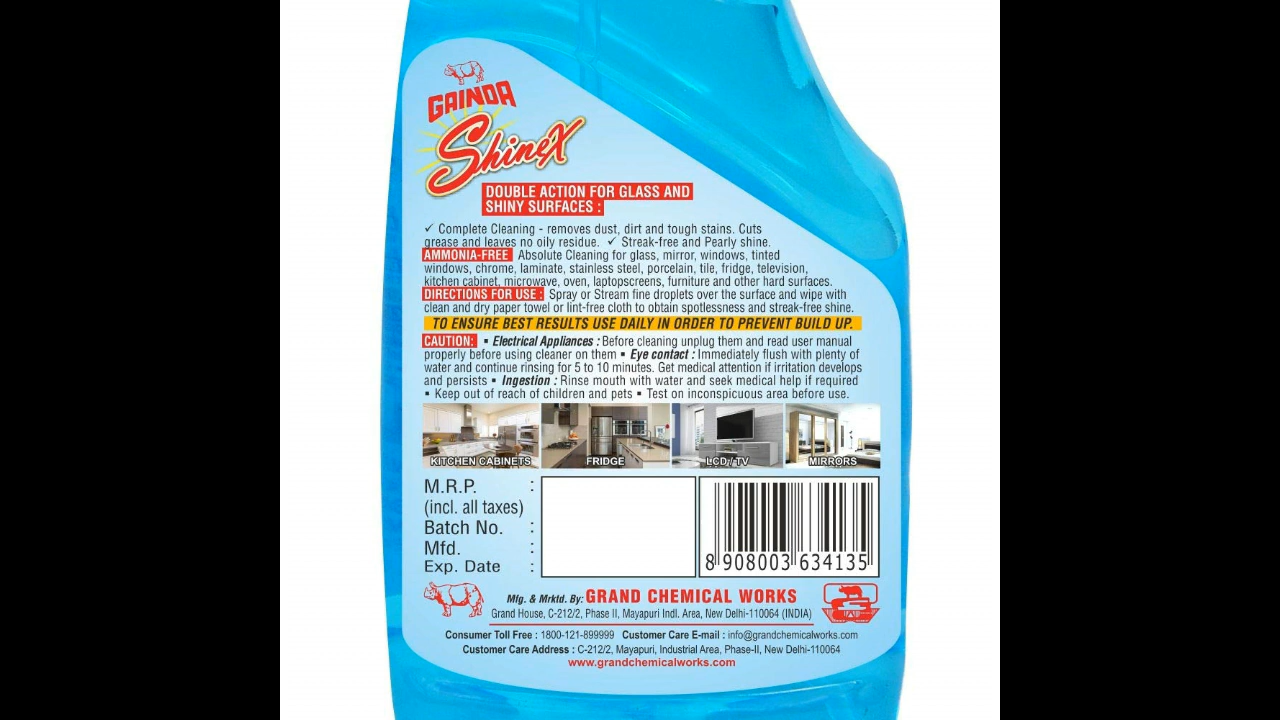 GAINDA
ShineX
DOUBLE ACTION FOR GLASS AND
SHINY SURFACES :
✓ Complete Cleaning - removes dust, dirt and tough stains. Cuts
grease and leaves no oily residue. ✓ Streak-free and Pearly shine.
AMMONIA-FREE Absolute Cleaning for glass, mirror, windows, tinted
windows, chrome, laminate, stainless steel, porcelain, tile, fridge, television,
kitchen cabinet, microwave, oven, laptopscreens, furniture and other hard surfaces.
DIRECTIONS FOR USE : Spray or Stream fine droplets over the surface and wipe with
clean and dry paper towel or lint-free cloth to obtain spotlessness and streak-free shine.
TO ENSURE BEST RESULTS USE DAILY IN ORDER TO PREVENT BUILD UP.
CAUTION: ▪ Electrical Appliances : Before cleaning unplug them and read user manual
properly before using cleaner on them ▪ Eye contact : Immediately flush with plenty of
water and continue rinsing for 5 to 10 minutes. Get medical attention if irritation develops
and persists ▪ Ingestion : Rinse mouth with water and seek medical help if required
▪ Keep out of reach of children and pets ▪ Test on inconspicuous area before use.
KITCHEN CABINETS FRIDGE LCD / TV MIRRORS
M.R.P. :
(incl. all taxes)
Batch No. :
Mfd. :
Exp. Date :
8 908003 634135
Mfg. & Mrktd. By: GRAND CHEMICAL WORKS
Grand House, C-212/2, Phase II, Mayapuri Indl. Area, New Delhi-110064 (INDIA)
Consumer Toll Free : 1800-121-899999 Customer Care E-mail : info@grandchemicalworks.com
Customer Care Address : C-212/2, Mayapuri, Industrial Area, Phase-II, New Delhi-110064
www.grandchemicalworks.com